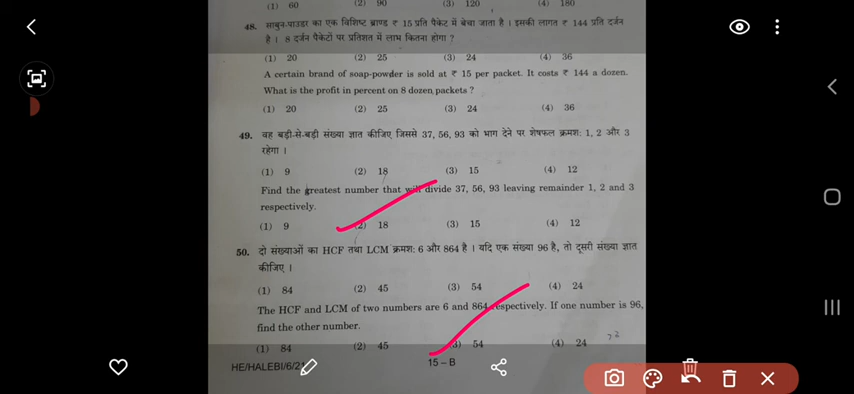 (1) 60 (2) 90 (3) 120 (4) 180
48. साबुन-पाउडर का एक विशिष्ट ब्राण्ड ₹ 15 प्रति पैकेट में बेचा जाता है । इसकी लागत ₹ 144 प्रति दर्जन
है । 8 दर्जन पैकेटों पर प्रतिशत में लाभ कितना होगा ?
(1) 20 (2) 25 (3) 24 (4) 36
A certain brand of soap-powder is sold at ₹ 15 per packet. It costs ₹ 144 a dozen.
What is the profit in percent on 8 dozen packets ?
(1) 20 (2) 25 (3) 24 (4) 36
49. वह बड़ी-से-बड़ी संख्या ज्ञात कीजिए जिससे 37, 56, 93 को भाग देने पर शेषफल क्रमशः 1, 2 और 3
रहेगा ।
(1) 9 (2) 18 (3) 15 (4) 12
Find the greatest number that will divide 37, 56, 93 leaving remainder 1, 2 and 3
respectively.
(1) 9 (2) 18 (3) 15 (4) 12
50. दो संख्याओं का HCF तथा LCM क्रमशः 6 और 864 है । यदि एक संख्या 96 है, तो दूसरी संख्या ज्ञात
कीजिए ।
(1) 84 (2) 45 (3) 54 (4) 24
The HCF and LCM of two numbers are 6 and 864 respectively. If one number is 96,
find the other number.
(1) 84 (2) 45 (3) 54 (4) 24
HE/HALEBI/6/21 15 – B